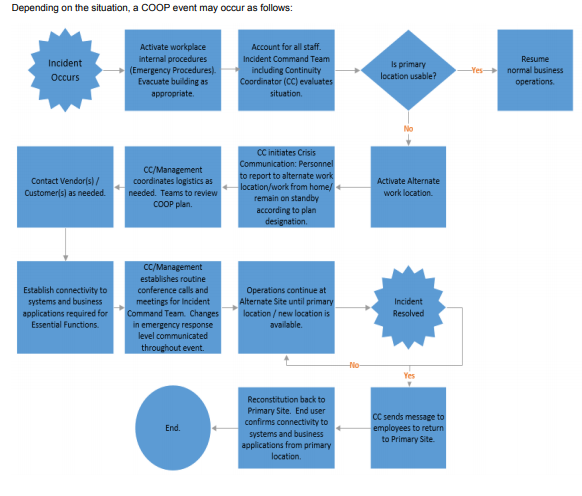 Depending on the situation, a COOP event may occur as follows:
Incident
Occurs
Activate workplace
internal procedures
(Emergency Procedures).
Evacuate building as
appropriate.
Account for all staff.
Incident Command Team
including Continuity
Coordinator (CC) evaluates
situation.
Is primary
location usable?
Yes
Resume
normal business
operations.
No
Activate Alternate
work location.
CC initiates Crisis
Communication: Personnel
to report to alternate work
location/work from home/
remain on standby
according to plan
designation.
CC/Management
coordinates logistics as
needed. Teams to review
COOP plan.
Contact Vendor(s) /
Customer(s) as needed.
Establish connectivity to
systems and business
applications required for
Essential Functions.
CC/Management
establishes routine
conference calls and
meetings for Incident
Command Team. Changes
in emergency response
level communicated
throughout event.
Operations continue at
Alternate Site until primary
location / new location is
available.
Incident
Resolved
No
Yes
CC sends message to
employees to return
to Primary Site.
Reconstitution back to
Primary Site. End user
confirms connectivity to
systems and business
applications from primary
location.
End.